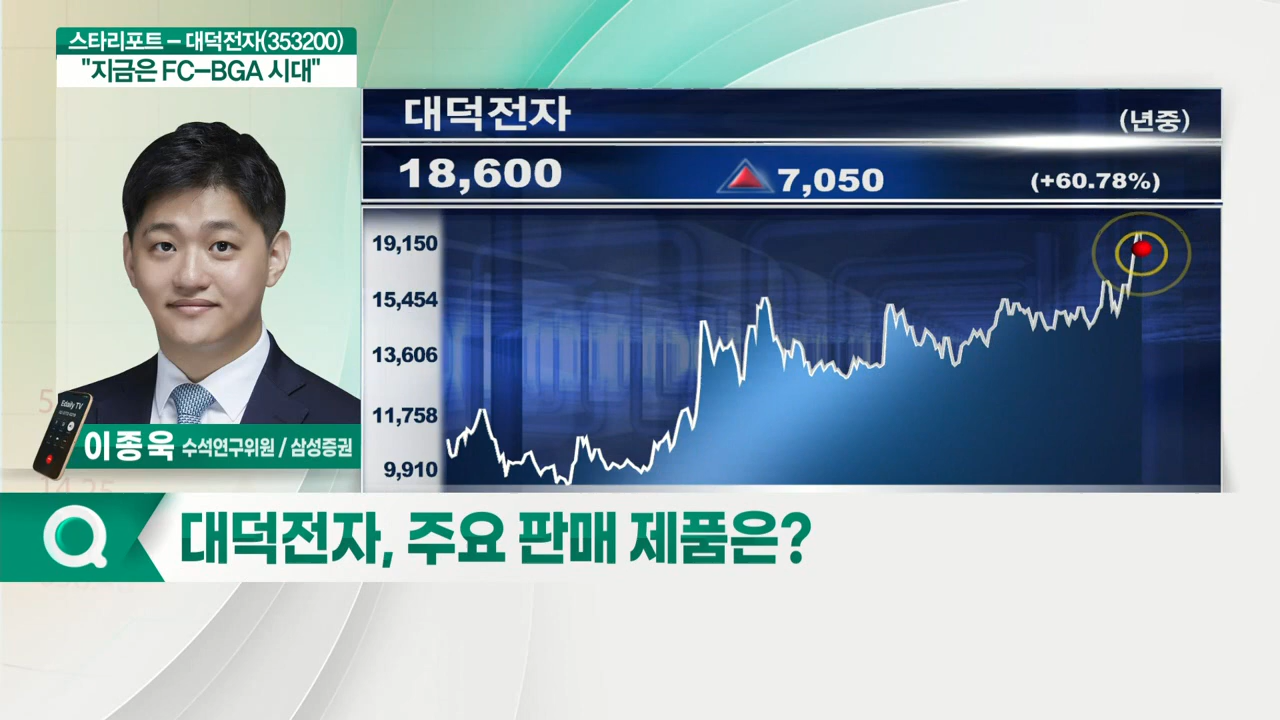 스타리포트 – 대덕전자(353200)
"지금은 FC–BGA 시대"
대덕전자
(년중)
18,600
7,050
(+60.78%)
19,150
15,454
13,606
11,758
9,910
Edaily TV
이종욱 수석연구위원 / 삼성증권
Q
대덕전자, 주요 판매 제품은?